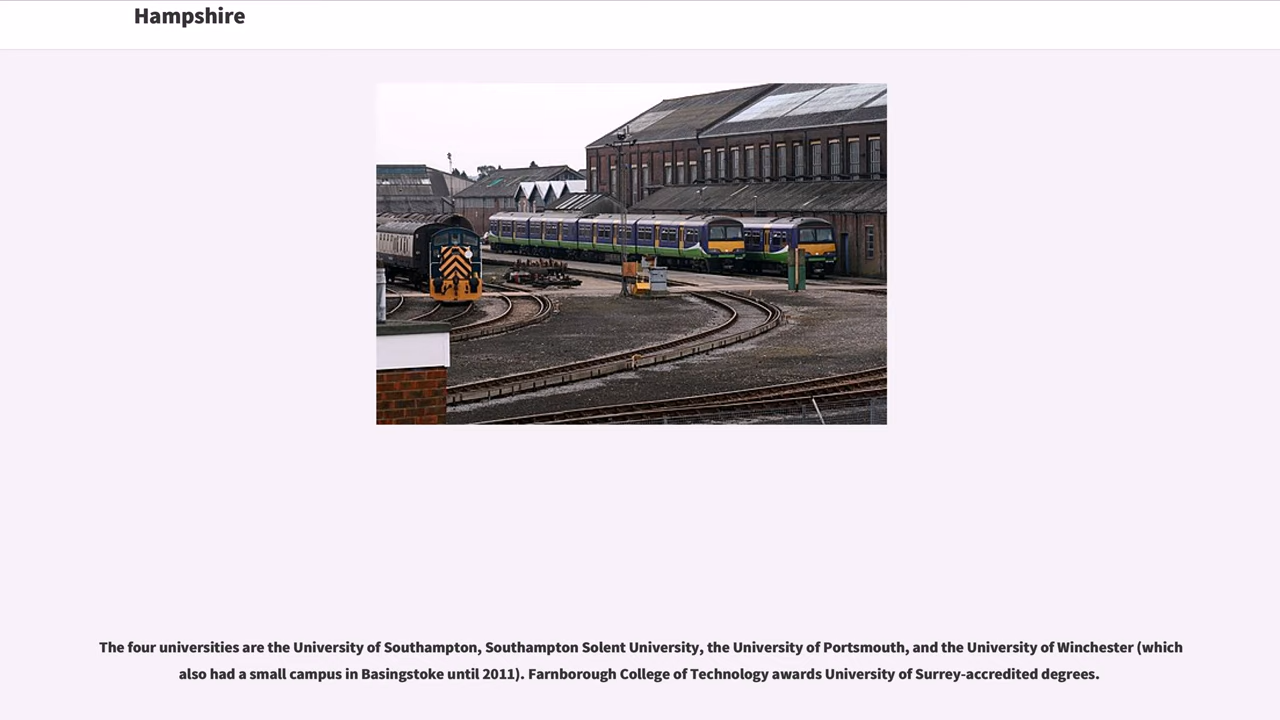 Hampshire
The four universities are the University of Southampton, Southampton Solent University, the University of Portsmouth, and the University of Winchester (which
also had a small campus in Basingstoke until 2011). Farnborough College of Technology awards University of Surrey-accredited degrees.